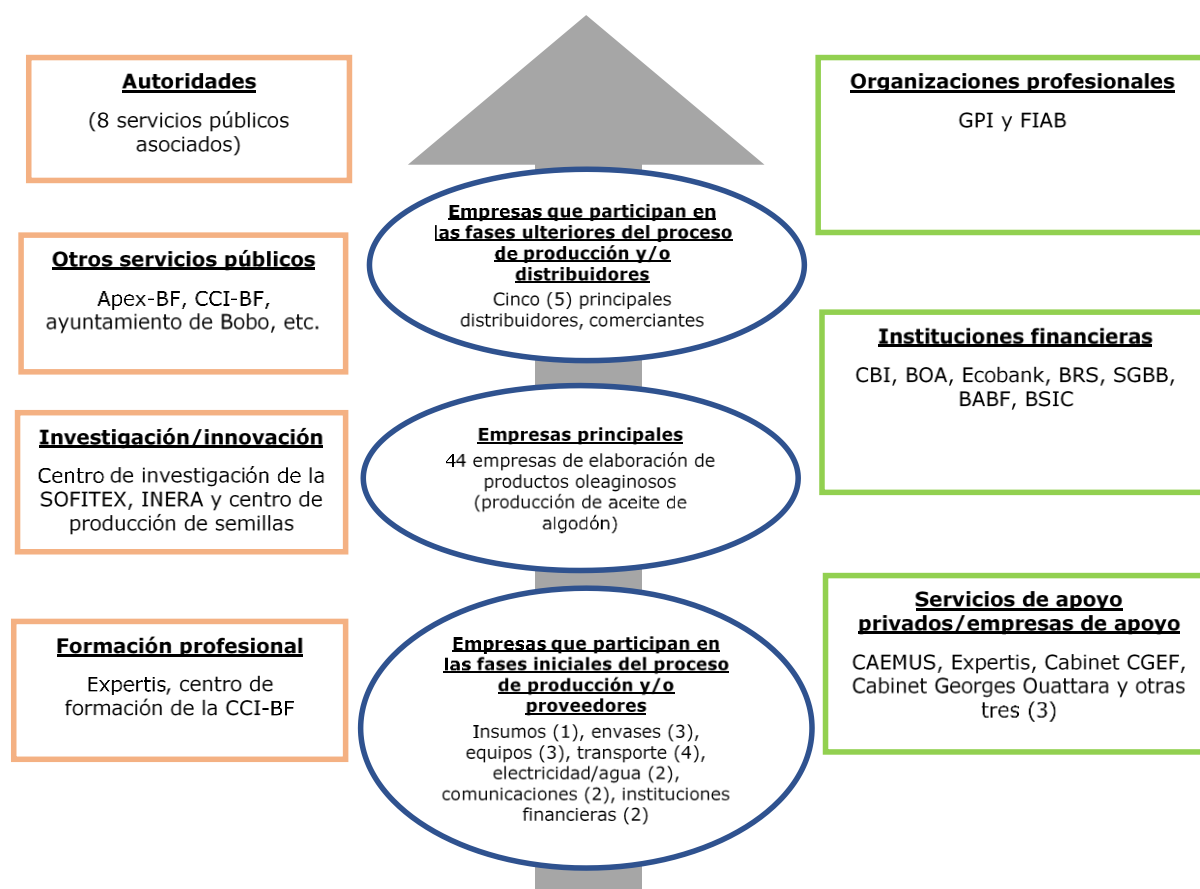 Autoridades
(8 servicios públicos
asociados)
Otros servicios públicos
Apex-BF, CCI-BF,
ayuntamiento de Bobo, etc.
Investigación/innovación
Centro de investigación de la
SOFITEX, INERA y centro de
producción de semillas
Formación profesional
Expertis, centro de
formación de la CCI-BF
Empresas que participan en
las fases ulteriores del proceso
de producción y/o
distribuidores
Cinco (5) principales
distribuidores, comerciantes
Empresas principales
44 empresas de elaboración de
productos oleaginosos
(producción de aceite de
algodón)
Empresas que participan en
las fases iniciales del proceso
de producción y/o
proveedores
Insumos (1), envases (3),
equipos (3), transporte (4),
electricidad/agua (2),
comunicaciones (2), instituciones
financieras (2)
Organizaciones profesionales
GPI y FIAB
Instituciones financieras
CBI, BOA, Ecobank, BRS, SGBB,
BABF, BSIC
Servicios de apoyo
privados/empresas de apoyo
CAEMUS, Expertis, Cabinet CGEF,
Cabinet Georges Ouattara y otras
tres (3)